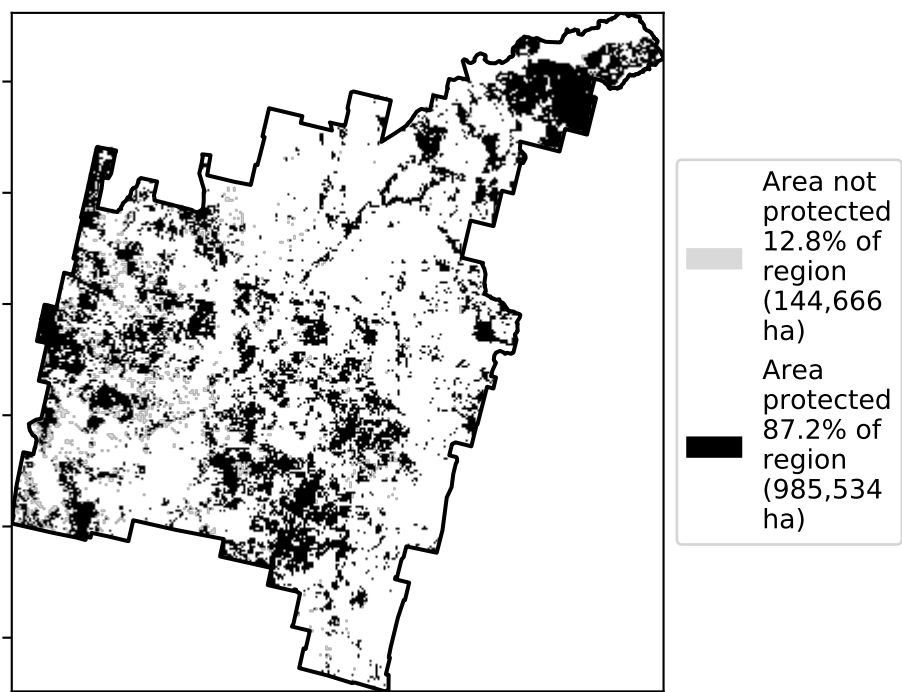 Area not
protected
12.8% of
region
(144,666
ha)
Area
protected
87.2% of
region
(985,534
ha)